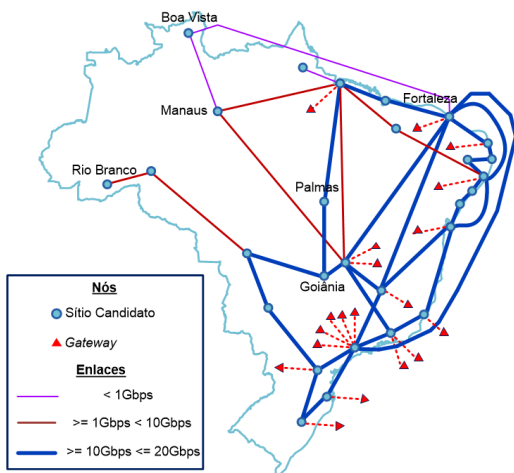 Boa Vista
Fortaleza
Manaus
Rio Branco
Palmas
Goiânia
Nós
Sítio Candidato
Gateway
Enlaces
< 1Gbps
>= 1Gbps < 10Gbps
>= 10Gbps <= 20Gbps